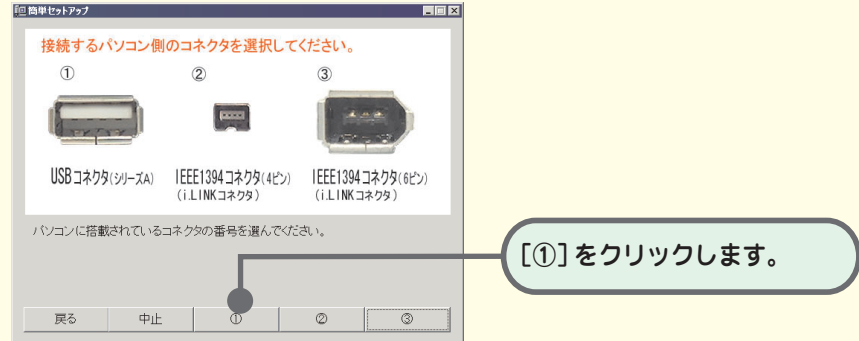 簡単セットアップ
接続するパソコン側のコネクタを選択してください。
① ② ③
USBコネクタ(シリーズA) IEEE1394コネクタ(4ピン) IEEE1394コネクタ(6ピン)
(i.LINKコネクタ) (i.LINKコネクタ)
パソコンに搭載されているコネクタの番号を選んでください。
[①]をクリックします。
戻る 中止 ① ② ③